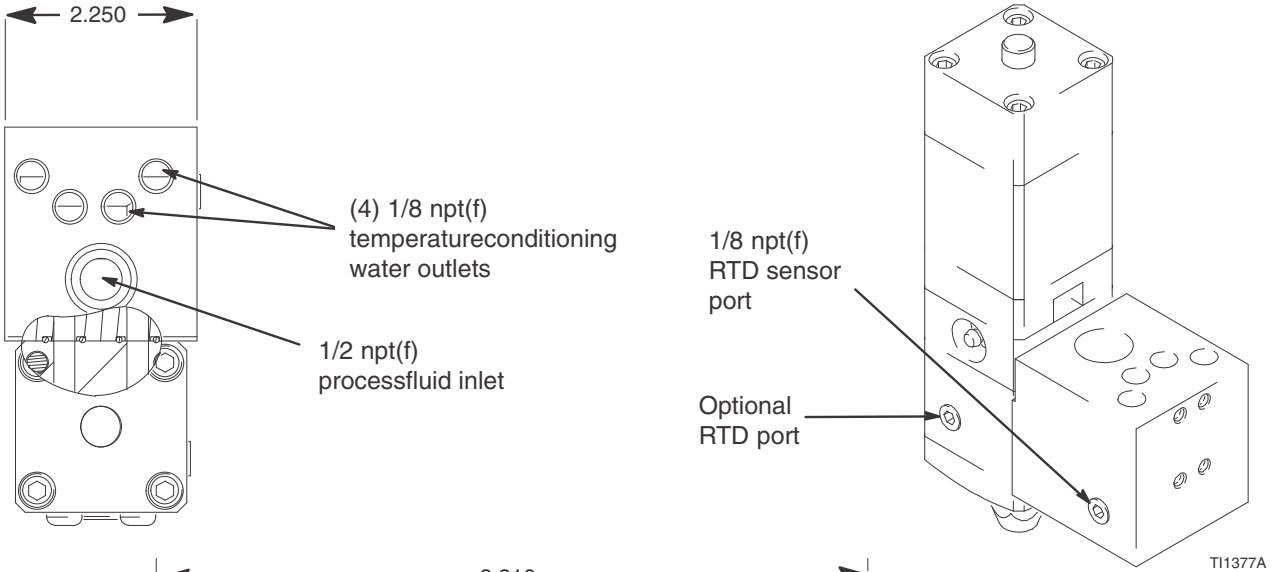 2.250
(4) 1/8 npt(f)
temperatureconditioning
water outlets
1/2 npt(f)
processfluid inlet
1/8 npt(f)
RTD sensor
port
Optional
RTD port
TI1377A